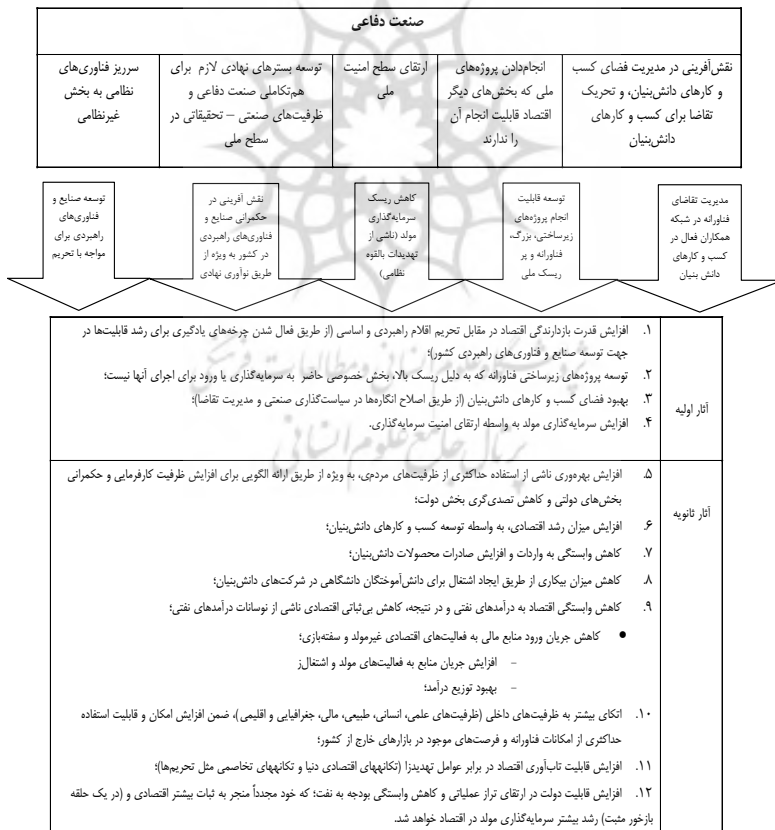 صنعت دفاعی
نقش‌آفرینی در مدیریت فضای کسب
و کارهای دانش‌بنیان، و تحریک
تقاضا برای کسب و کارهای
دانش‌بنیان
انجام‌دادن پروژه‌های
ملی که بخش‌های دیگر
اقتصاد قابلیت انجام آن
را ندارند
ارتقای سطح امنیت
ملی
توسعه بسترهای نهادی لازم برای
هم‌تکاملی صنعت دفاعی و
ظرفیت‌های صنعتی – تحقیقاتی در
سطح ملی
سرریز فناوری‌های
نظامی به بخش
غیرنظامی
مدیریت تقاضای
فناورانه در شبکه
همکاران فعال در
کسب و کارهای
دانش بنیان
توسعه قابلیت
انجام پروژه‌های
زیرساختی، بزرگ،
فناورانه و پر
ریسک ملی
کاهش ریسک
سرمایه‌گذاری
مولد (ناشی از
تهدیدات بالقوه
نظامی)
نقش آفرینی در
حکمرانی صنایع و
فناوری‌های راهبردی
در کشور به ویژه از
طریق نوآوری نهادی
توسعه صنایع و
فناوری‌های
راهبردی برای
مواجه با تحریم
آثار اولیه
۱. افزایش قدرت بازدارندگی اقتصاد در مقابل تحریم اقلام راهبردی و اساسی (از طریق فعال شدن چرخه‌های یادگیری برای رشد قابلیت‌ها در
جهت توسعه صنایع و فناوری‌های راهبردی کشور)؛
۲. توسعه پروژه‌های زیرساختی فناورانه که به دلیل ریسک بالا، بخش خصوصی حاضر به سرمایه‌گذاری یا ورود برای اجرای آنها نیست؛
۳. بهبود فضای کسب و کارهای دانش‌بنیان (از طریق اصلاح انگاره‌ها در سیاست‌گذاری صنعتی و مدیریت تقاضا)؛
۴. افزایش سرمایه‌گذاری مولد به واسطه ارتقای امنیت سرمایه‌گذاری.
پژوهشگاه علوم انسانی و مطالعات فرهنگی
پرتال جامع علوم انسانی
آثار ثانویه
۵. افزایش بهره‌وری ناشی از استفاده حداکثری از ظرفیت‌های مردمی، به ویژه از طریق ارائه الگویی برای افزایش ظرفیت کارفرمایی و حکمرانی
بخش‌های دولتی و کاهش تصدی‌گری بخش دولت؛
۶. افزایش میزان رشد اقتصادی، به واسطه توسعه کسب و کارهای دانش‌بنیان؛
۷. کاهش وابستگی به واردات و افزایش صادرات محصولات دانش‌بنیان؛
۸. کاهش میزان بیکاری از طریق ایجاد اشتغال برای دانش‌آموختگان دانشگاهی در شرکت‌های دانش‌بنیان؛
۹. کاهش وابستگی اقتصاد به درآمدهای نفتی و در نتیجه، کاهش بی‌ثباتی اقتصادی ناشی از نوسانات درآمدهای نفتی؛
● کاهش جریان ورود منابع مالی به فعالیت‌های اقتصادی غیرمولد و سفته‌بازی؛
– افزایش جریان منابع به فعالیت‌های مولد و اشتغال‌ز
– بهبود توزیع درآمد؛
۱۰. اتکای بیشتر به ظرفیت‌های داخلی (ظرفیت‌های علمی، انسانی، طبیعی، مالی، جغرافیایی و اقلیمی)، ضمن افزایش امکان و قابلیت استفاده
حداکثری از امکانات فناورانه و فرصت‌های موجود در بازارهای خارج از کشور؛
۱۱. افزایش قابلیت تاب‌آوری اقتصاد در برابر عوامل تهدیدزا (تکانه‌های اقتصادی دنیا و تکانه‌های تخاصمی مثل تحریم‌ها)؛
۱۲. افزایش قابلیت دولت در ارتقای تراز عملیاتی و کاهش وابستگی بودجه به نفت؛ که خود مجدداً منجر به ثبات بیشتر اقتصادی و (در یک حلقه
بازخور مثبت) رشد بیشتر سرمایه‌گذاری مولد در اقتصاد خواهد شد.